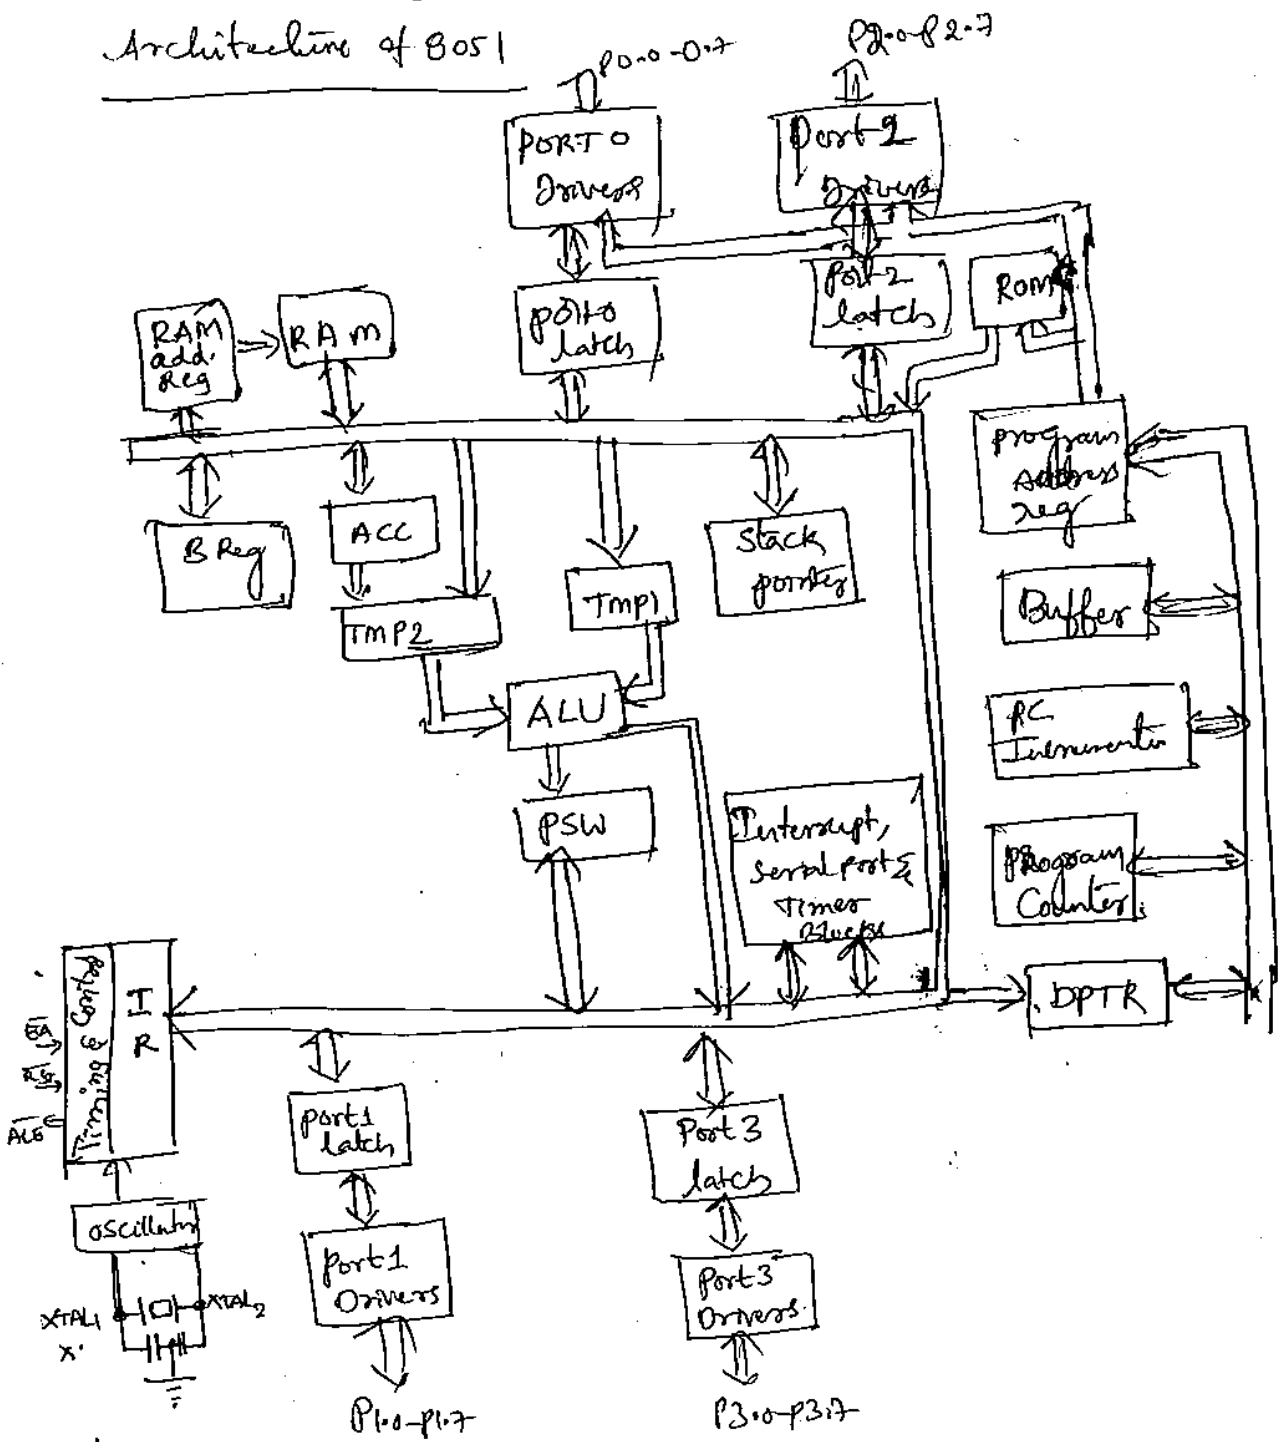 Architecture of 8051
P0.0-0.7
P2.0-P2.7
PORT 0
Drivers
Port-2
Drivers
RAM
add.
Reg
RAM
port0
latch
Port-2
latch
ROM
program
Address
reg
B Reg
ACC
TMP2
TMP1
Stack
pointer
Buffer
ALU
PC
Incrementer
PSW
Interrupt,
Serial port &
Timer
Blocks
Program
Counter
DPTR
Timing & Control
I
R
EA
ALE
port1
latch
Port 3
latch
Oscillator
port1
Drivers
Port3
Drivers
XTAL1
XTAL2
P1.0-P1.7
P3.0-P3.7